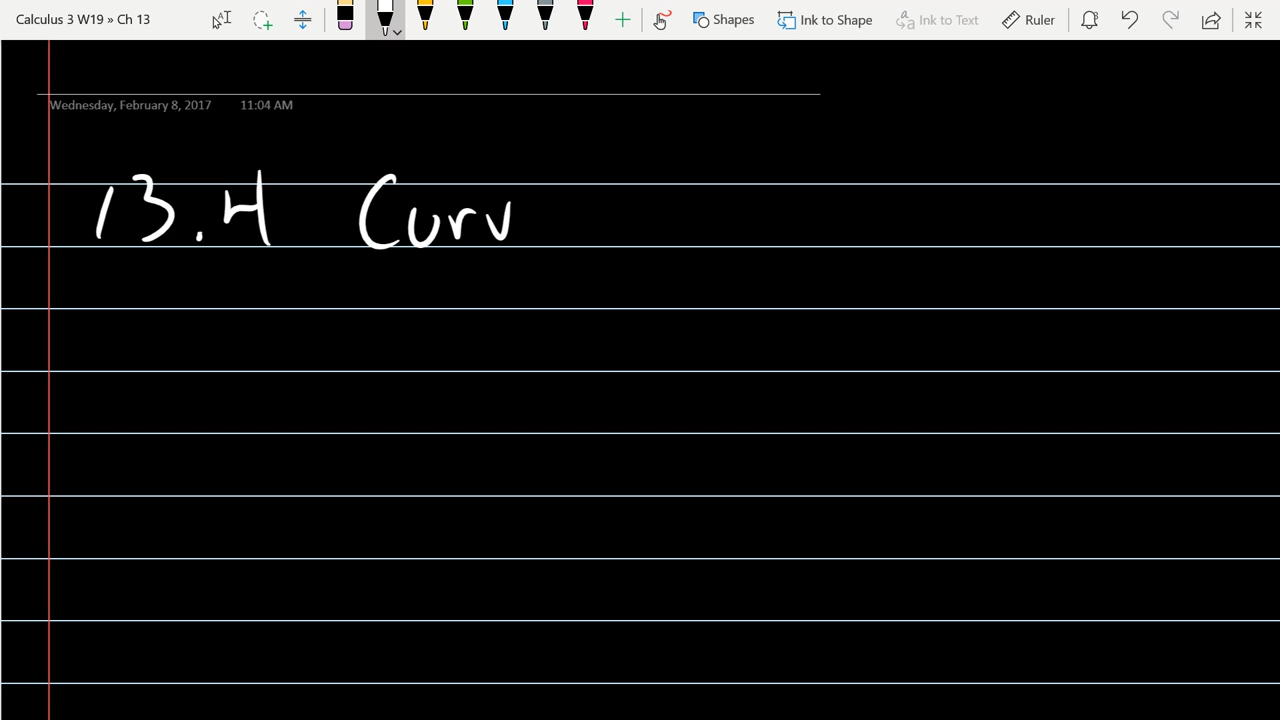 Calculus 3 W19 » Ch 13
Shapes
Ink to Shape
Ink to Text
Ruler
Wednesday, February 8, 2017 11:04 AM
13.4 Curv